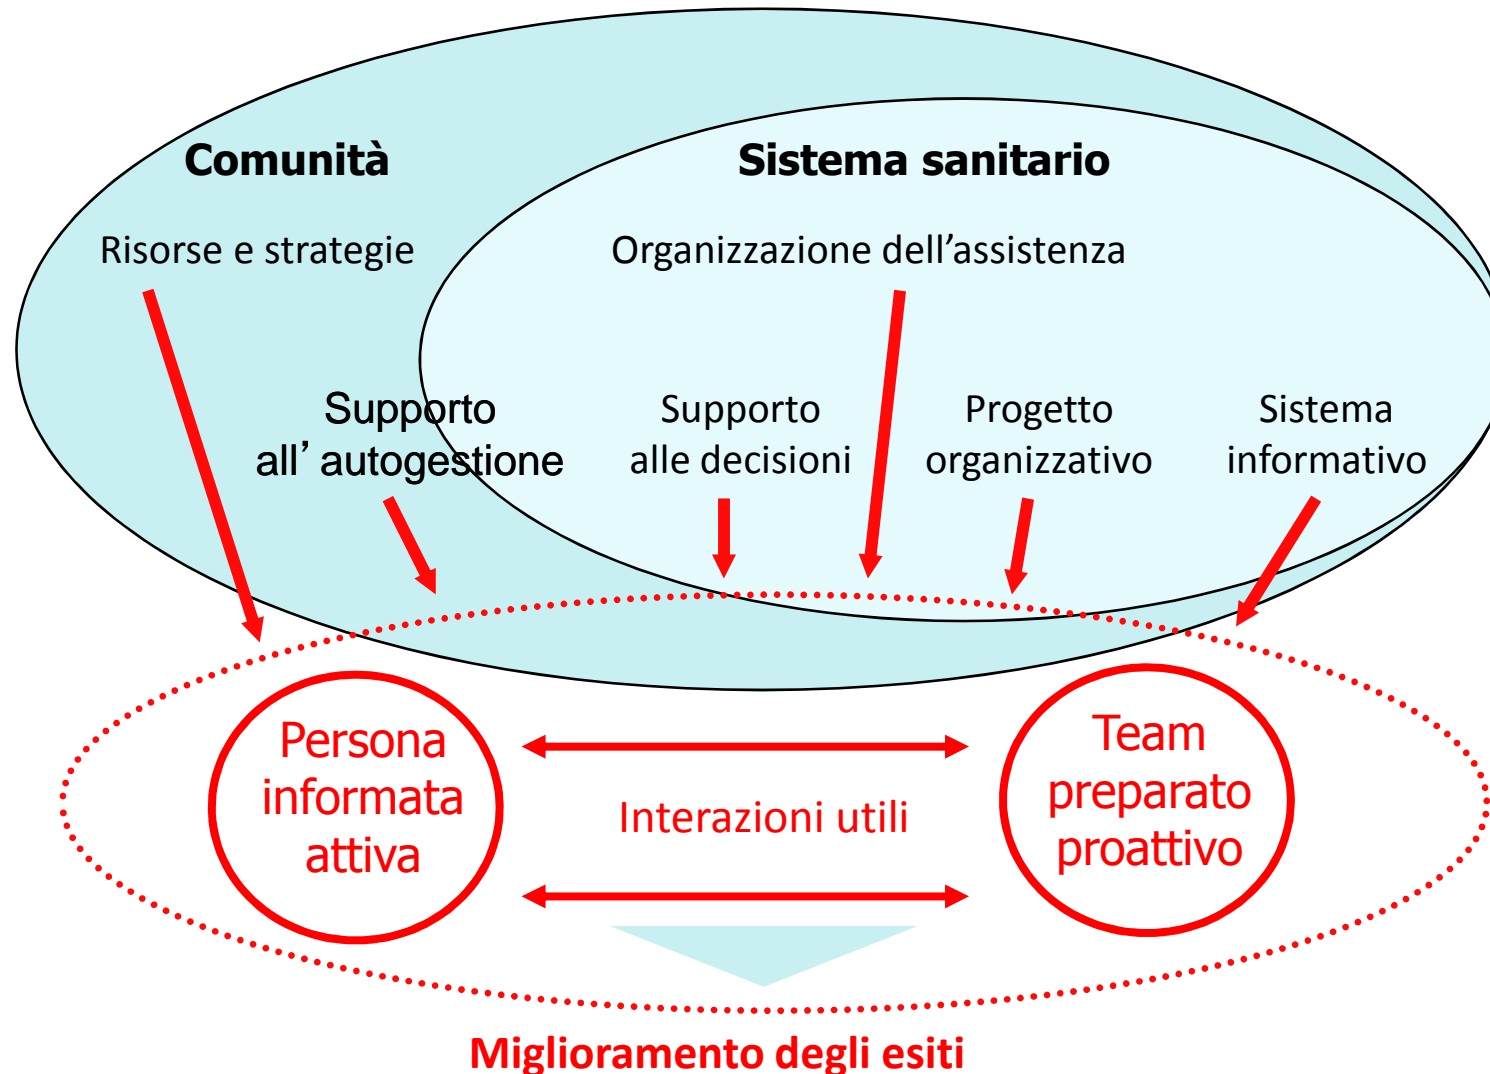 Comunità
Sistema sanitario
Risorse e strategie
Organizzazione dell’assistenza
Supporto
all’ autogestione
Supporto
alle decisioni
Progetto
organizzativo
Sistema
informativo
Persona
informata
attiva
Interazioni utili
Team
preparato
proattivo
Miglioramento degli esiti